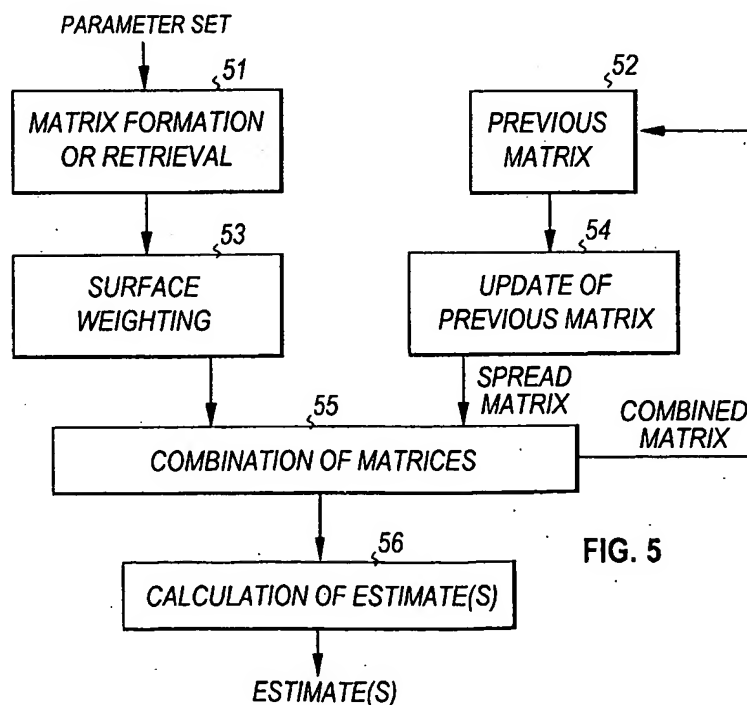 PARAMETER SET
51
MATRIX FORMATION
OR RETRIEVAL
52
PREVIOUS
MATRIX
53
SURFACE
WEIGHTING
54
UPDATE OF
PREVIOUS MATRIX
SPREAD
MATRIX
COMBINED
MATRIX
55
COMBINATION OF MATRICES
56
CALCULATION OF ESTIMATE(S)
FIG. 5
ESTIMATE(S)